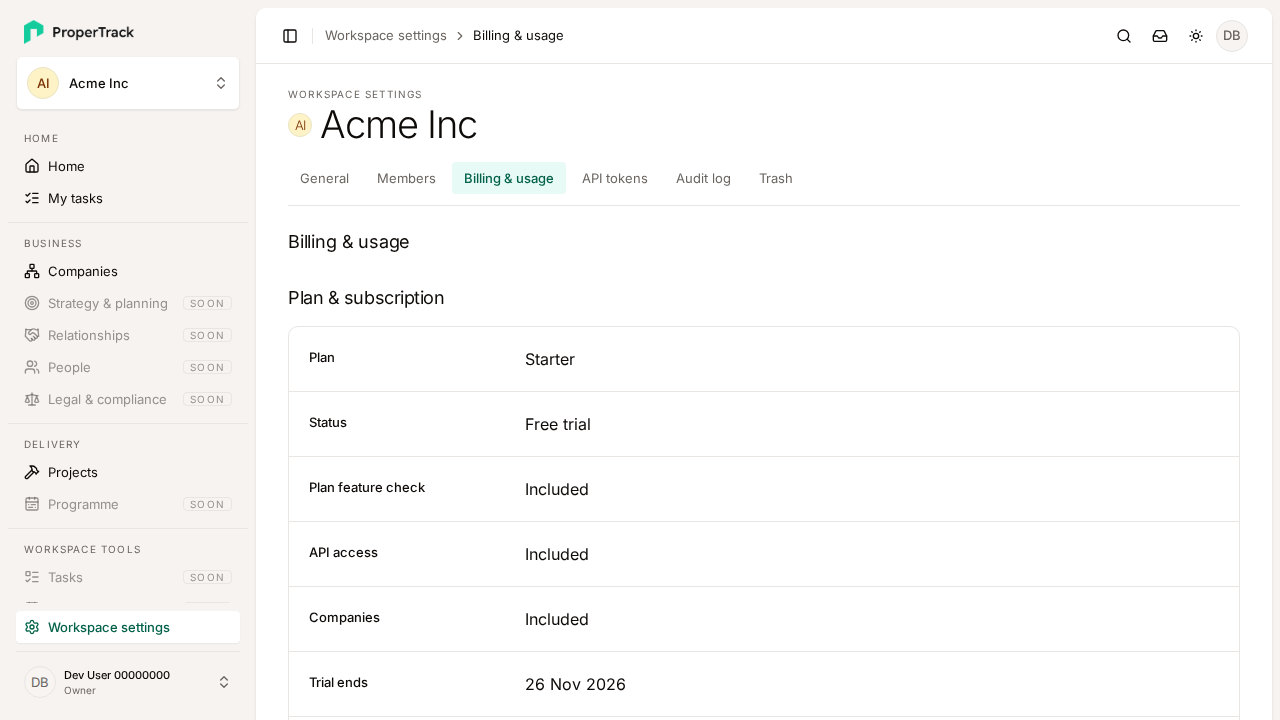 ProperTrack
AI
Acme Inc
HOME
Home
My tasks
BUSINESS
Companies
Strategy & planning SOON
Relationships SOON
People SOON
Legal & compliance SOON
DELIVERY
Projects
Programme SOON
WORKSPACE TOOLS
Tasks SOON
Workspace settings
DB
Dev User 00000000
Owner
Workspace settings > Billing & usage
DB
WORKSPACE SETTINGS
AI Acme Inc
General Members Billing & usage API tokens Audit log Trash
Billing & usage
Plan & subscription
Plan Starter
Status Free trial
Plan feature check Included
API access Included
Companies Included
Trial ends 26 Nov 2026